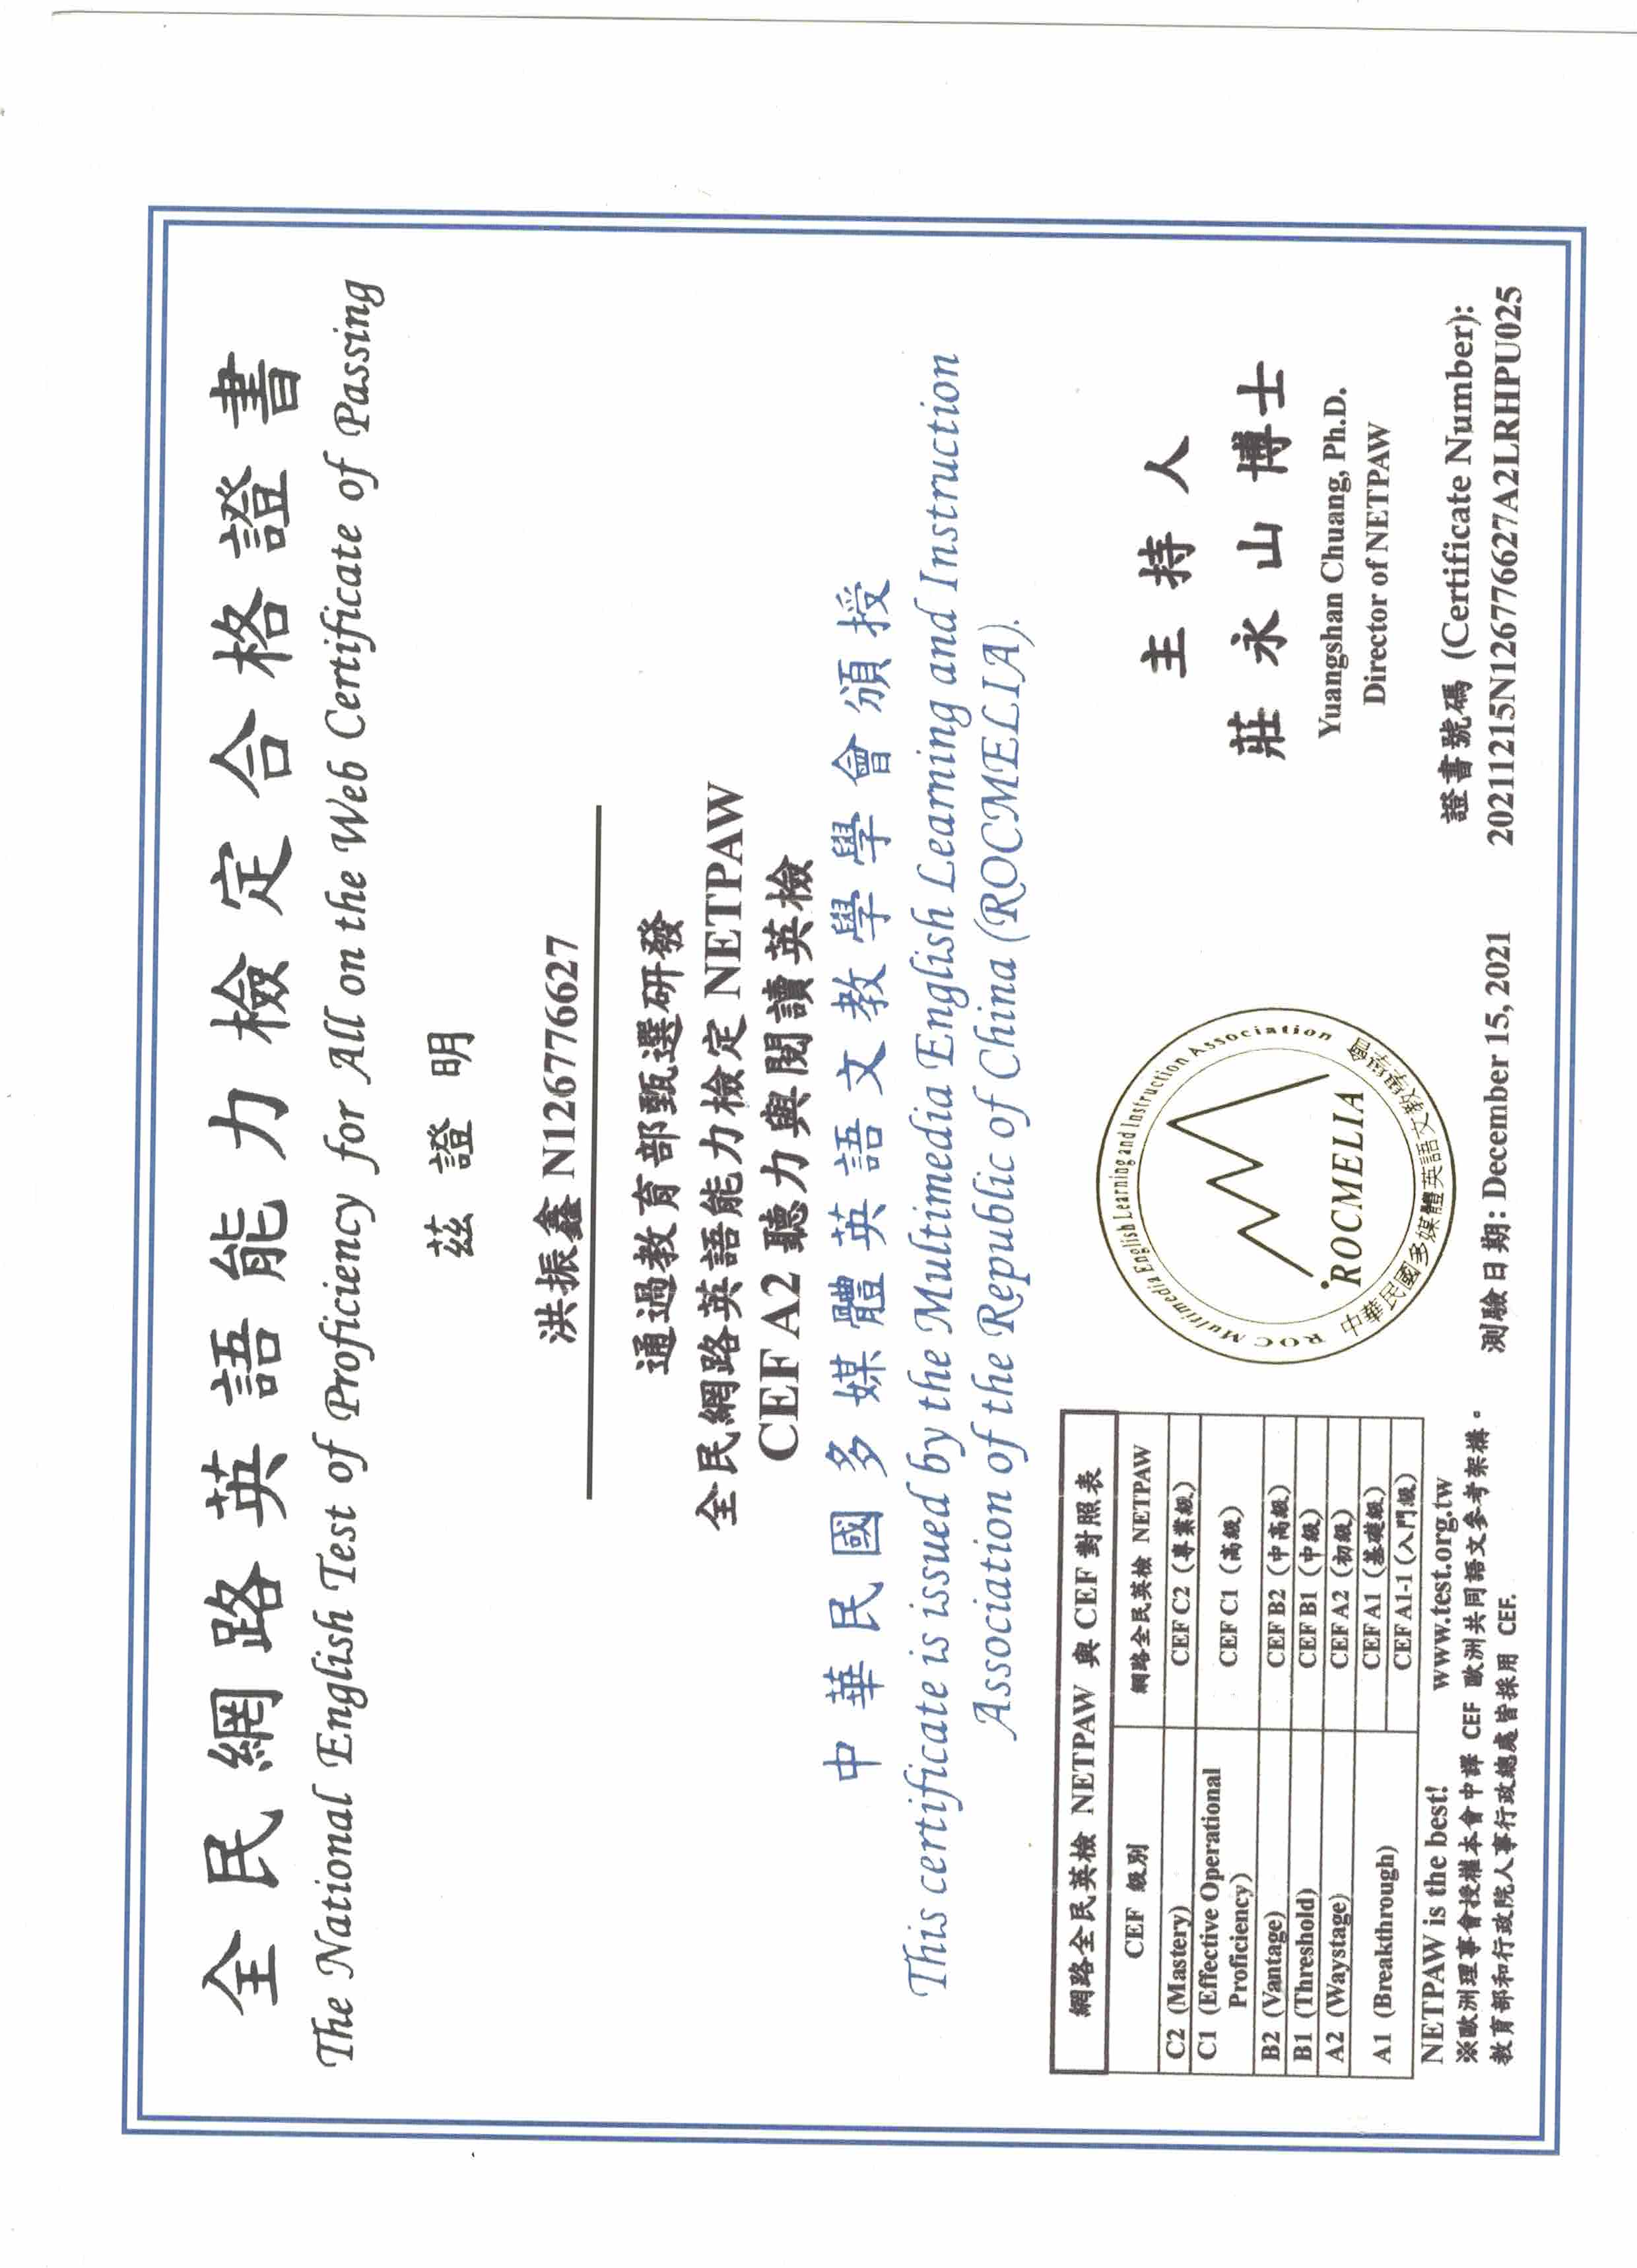 全民網路英語能力檢定合格證書
The National English Test of Proficiency for All on the Web Certificate of Passing
茲證明
洪振鑫 N126776627
通過教育部甄選研發
全民網路英語能力檢定 NETPAW
CEF A2 聽力與閱讀英檢
中華民國多媒體英語文教學學會頒授
This certificate is issued by the Multimedia English Learning and Instruction
Association of the Republic of China (ROCMELIA).
網路全民英檢 NETPAW 與 CEF 對照表
CEF 級別 網路全民英檢 NETPAW
C2 (Mastery) CEF C2 (專業級)
C1 (Effective Operational
Proficiency) CEF C1 (高級)
B2 (Vantage) CEF B2 (中高級)
B1 (Threshold) CEF B1 (中級)
A2 (Waystage) CEF A2 (初級)
A1 (Breakthrough) CEF A1 (基礎級)
CEF A1-1 (入門級)
NETPAW is the best! www.test.org.tw
※歐洲理事會授權本會中譯 CEF 歐洲共同語文參考架構。
教育部和行政院人事行政總處皆採用 CEF.
ROC Multimedia English Learning and Instruction Association
ROCMELIA
中華民國多媒體英語文教學學會
測驗日期: December 15, 2021
主持人
莊永山博士
Yuangshan Chuang, Ph.D.
Director of NETPAW
證書號碼 (Certificate Number):
20211215N126776627A2LRHPU025